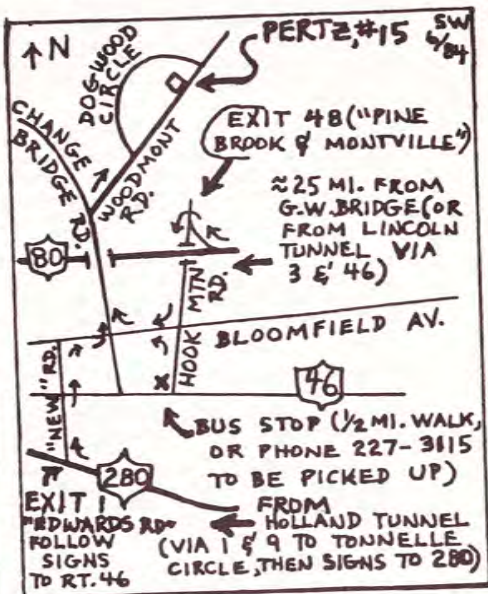 PERTZ, #15
SW
6/84
↑N
DOGWOOD
CIRCLE
CHANGE
BRIDGE RD.
WOODMONT
RD.
EXIT 48 ("PINE
BROOK & MONTVILLE")
≈25 MI. FROM
G.W. BRIDGE (OR
FROM LINCOLN
TUNNEL VIA
3 & 46)
80
HOOK MTN
RD.
BLOOMFIELD AV.
46
"NEW" RD.
BUS STOP (1/2 MI. WALK,
OR PHONE 227-3115
TO BE PICKED UP)
280
EXIT 1
"EDWARDS RD"
FOLLOW
SIGNS
TO RT. 46
FROM
HOLLAND TUNNEL
(VIA 1 & 9 TO TONNELLE
CIRCLE, THEN SIGNS TO 280)